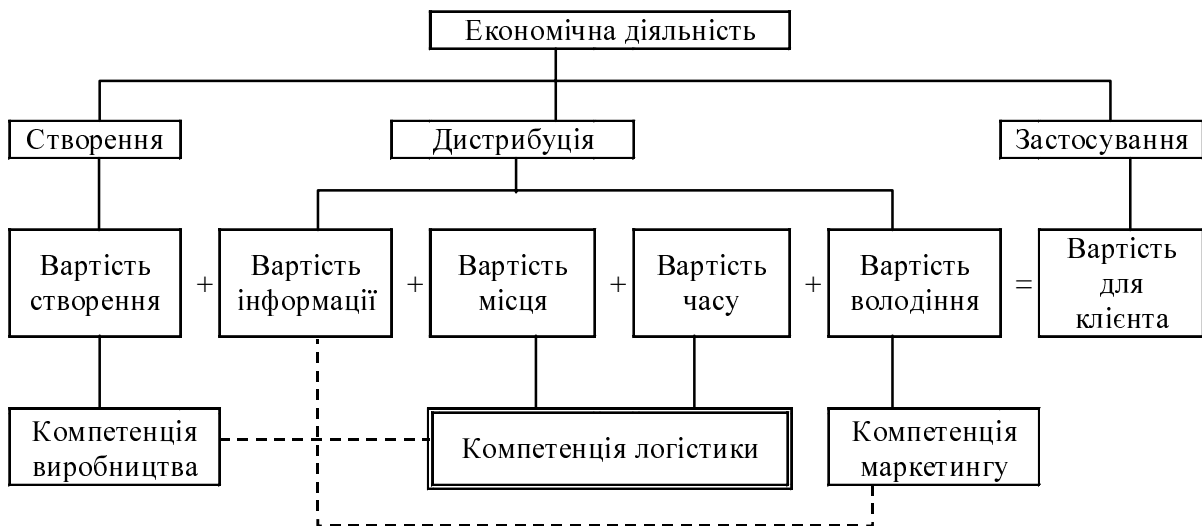 Економічна діяльність
Створення
Дистрибуція
Застосування
Вартість
створення
+
Вартість
інформації
+
Вартість
місця
+
Вартість
часу
+
Вартість
володіння
=
Вартість
для
клієнта
Компетенція
виробництва
Компетенція логістики
Компетенція
маркетингу